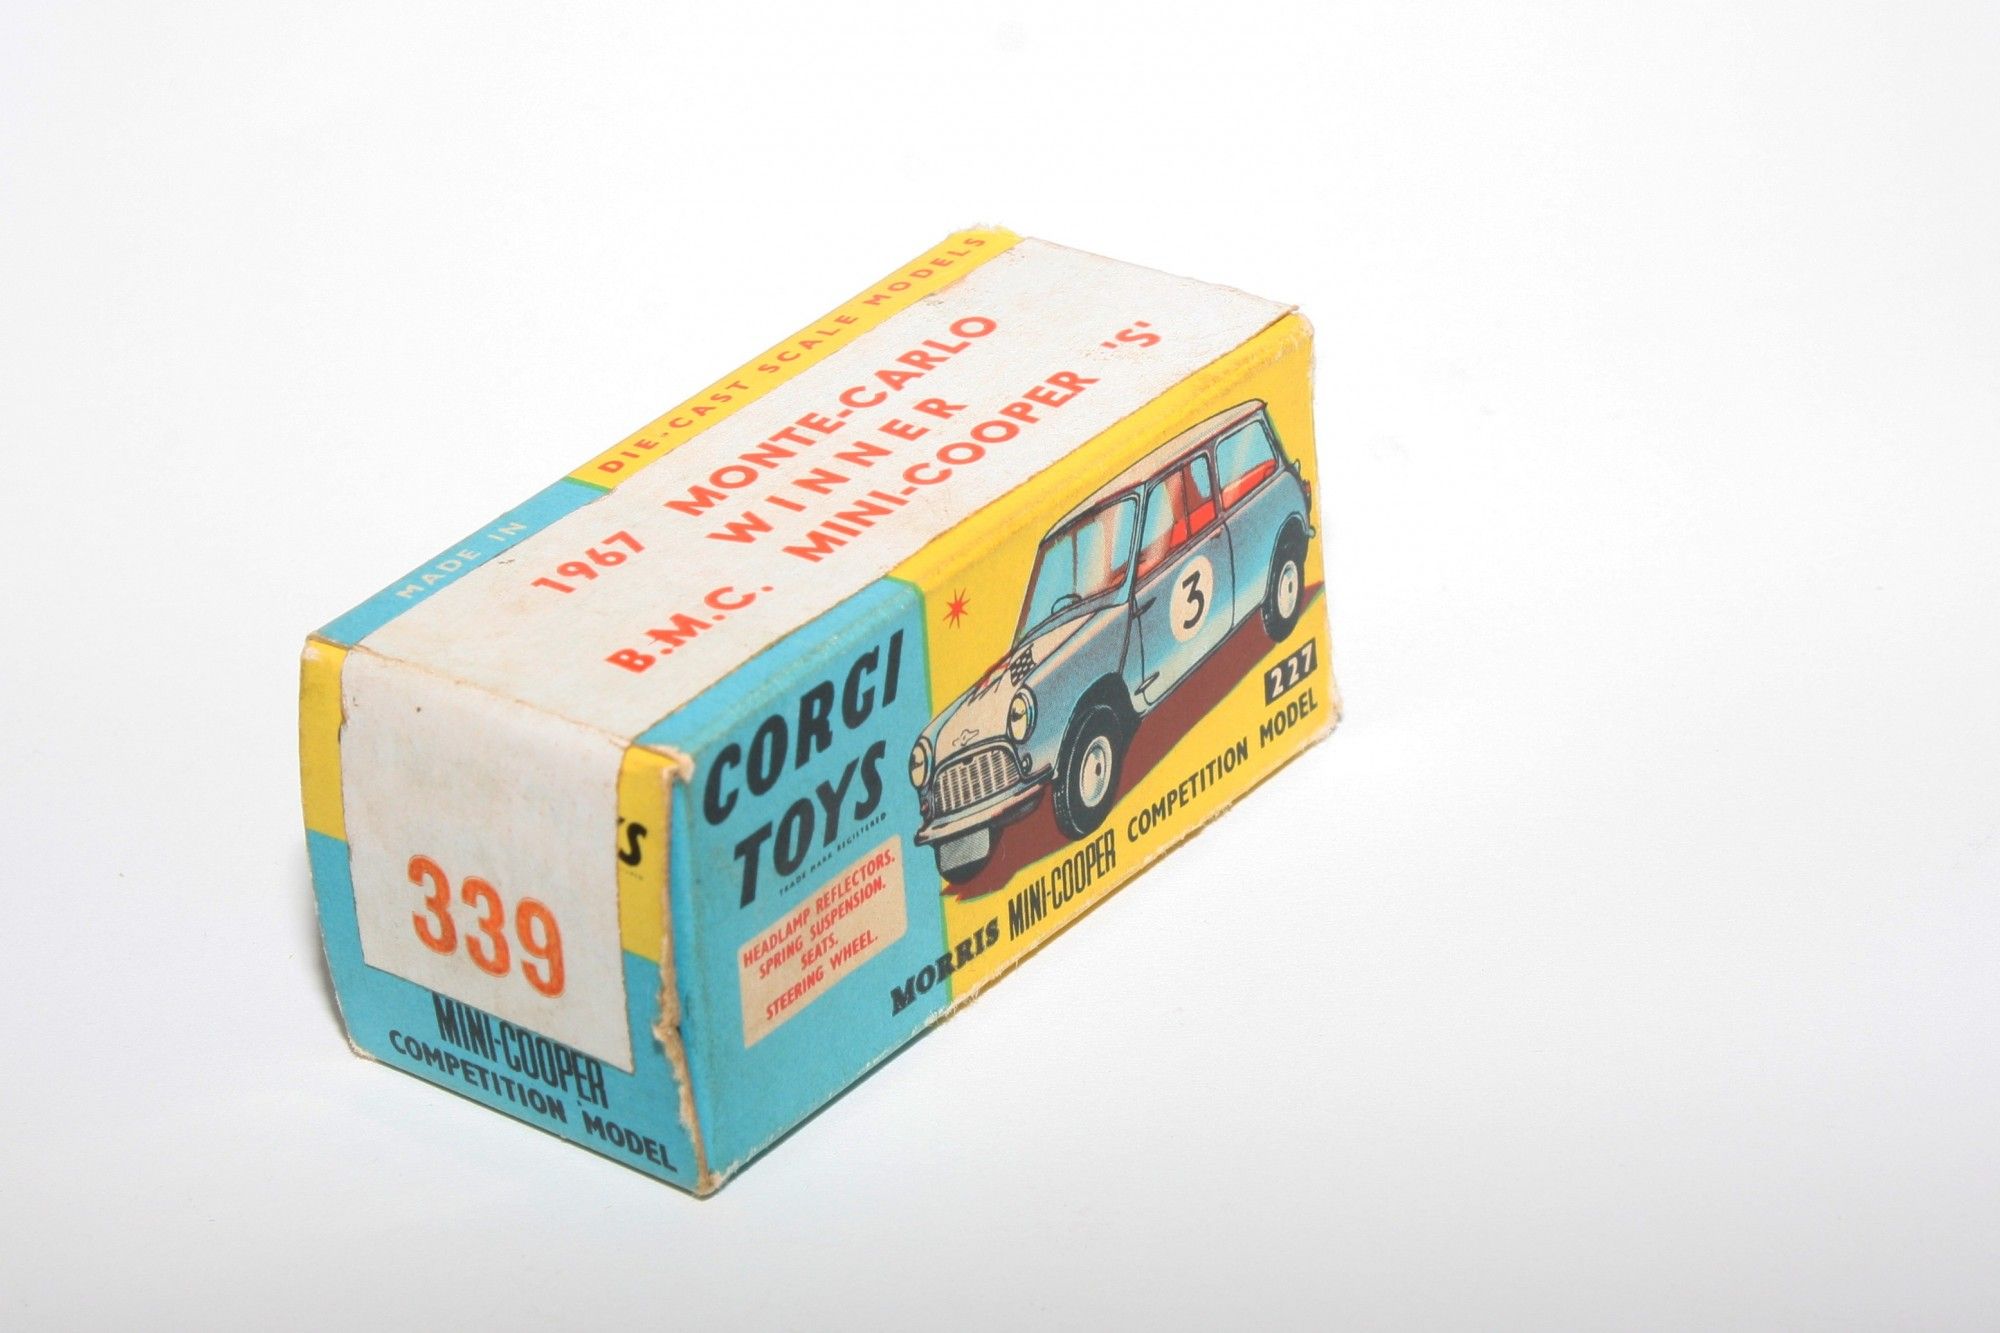 MADE IN
DIE-CAST SCALE MODELS
1967 MONTE-CARLO
WINNER
B.M.C. MINI-COOPER 'S'
339
S
MINI-COOPER
COMPETITION MODEL
CORGI
TOYS
TRADE MARK REGISTERED
HEADLAMP REFLECTORS.
SPRING SUSPENSION.
SEATS.
STEERING WHEEL.
3
227
MORRIS MINI-COOPER COMPETITION MODEL